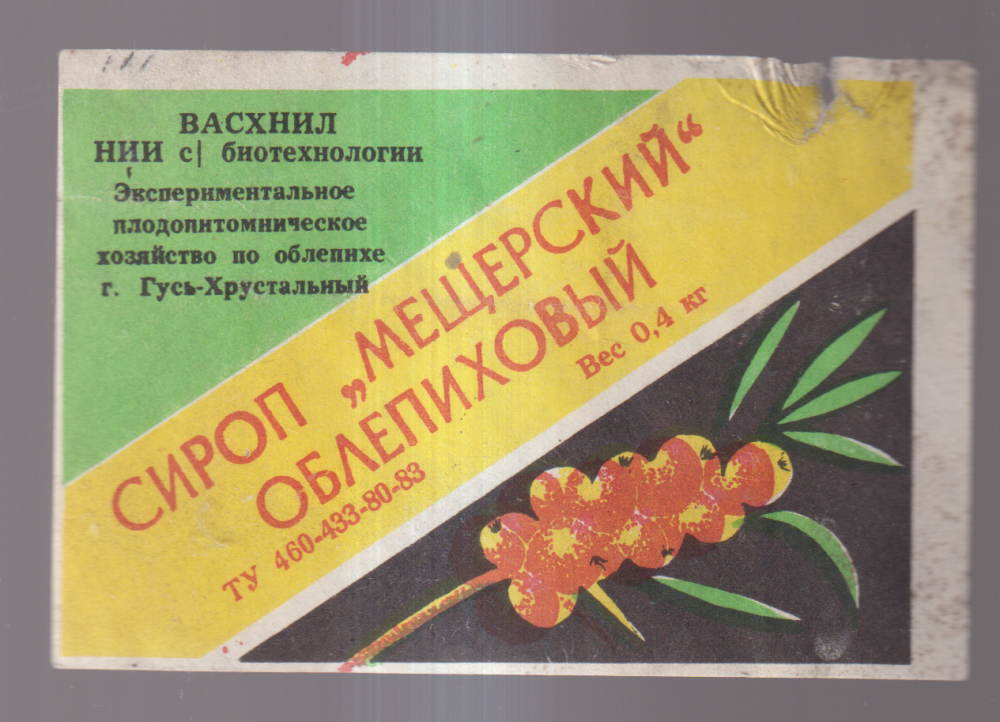 ВАСХНИЛ
НИИ с| биотехнологии
Экспериментальное
плодопитомническое
хозяйство по облепихе
г. Гусь-Хрустальный
СИРОП „МЕЩЕРСКИЙ“
ОБЛЕПИХОВЫЙ
ТУ 460-433-80-83
Вес 0,4 кг